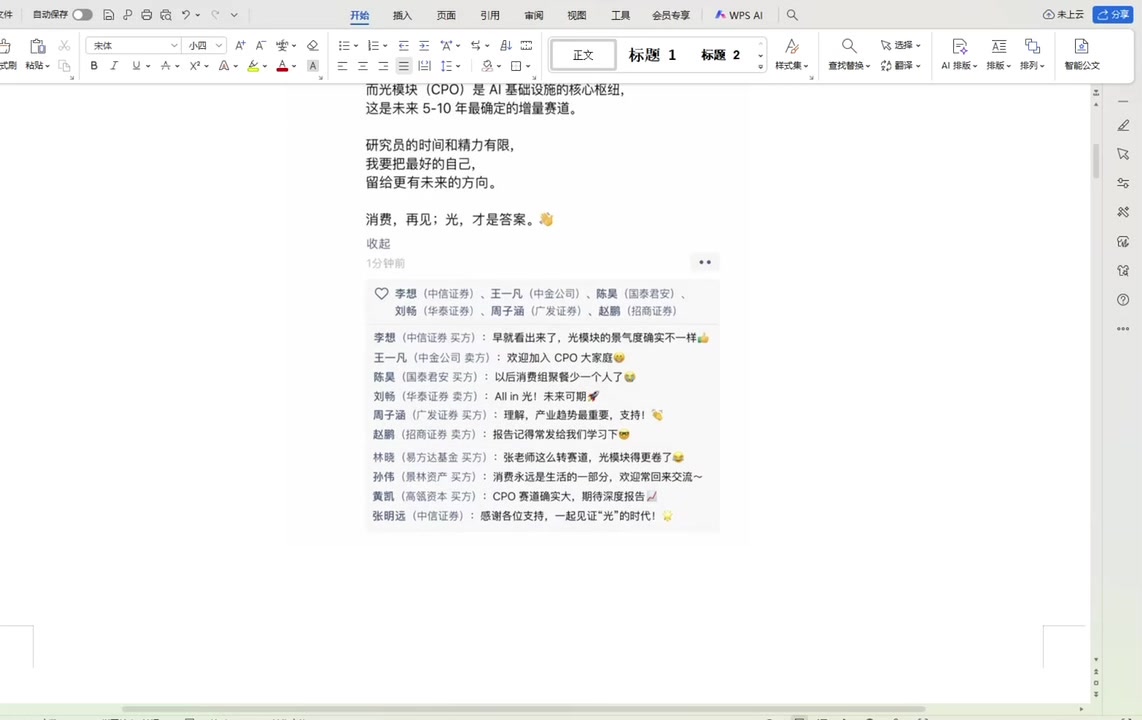 文件 自动保存 开始 插入 页面 引用 审阅 视图 工具 会员专享 WPS AI 未上云 分享
式刷 粘贴 宋体 小四 B I U A X² A A A 正文 标题 1 标题 2 样式集 查找替换 选择 翻译 AI 排版 排版 排列 智能公文
而光模块（CPO）是 AI 基础设施的核心枢纽，
这是未来 5-10 年最确定的增量赛道。
研究员的时间和精力有限，
我要把最好的自己，
留给更有未来的方向。
消费，再见；光，才是答案。👋
收起
1分钟前
李想（中信证券）、王一凡（中金公司）、陈昊（国泰君安）、
刘畅（华泰证券）、周子涵（广发证券）、赵鹏（招商证券）
李想（中信证券 买方）：早就看出来了，光模块的景气度确实不一样👍
王一凡（中金公司 卖方）：欢迎加入 CPO 大家庭😄
陈昊（国泰君安 买方）：以后消费组聚餐少一个人了😭
刘畅（华泰证券 卖方）：All in 光！未来可期🚀
周子涵（广发证券 买方）：理解，产业趋势最重要，支持！👏
赵鹏（招商证券 卖方）：报告记得常发给我们学习下😎
林晓（易方达基金 买方）：张老师这么转赛道，光模块得更卷了😂
孙伟（景林资产 买方）：消费永远是生活的一部分，欢迎常回来交流～
黄凯（高瓴资本 买方）：CPO 赛道确实大，期待深度报告📈
张明远（中信证券）：感谢各位支持，一起见证“光”的时代！🌟